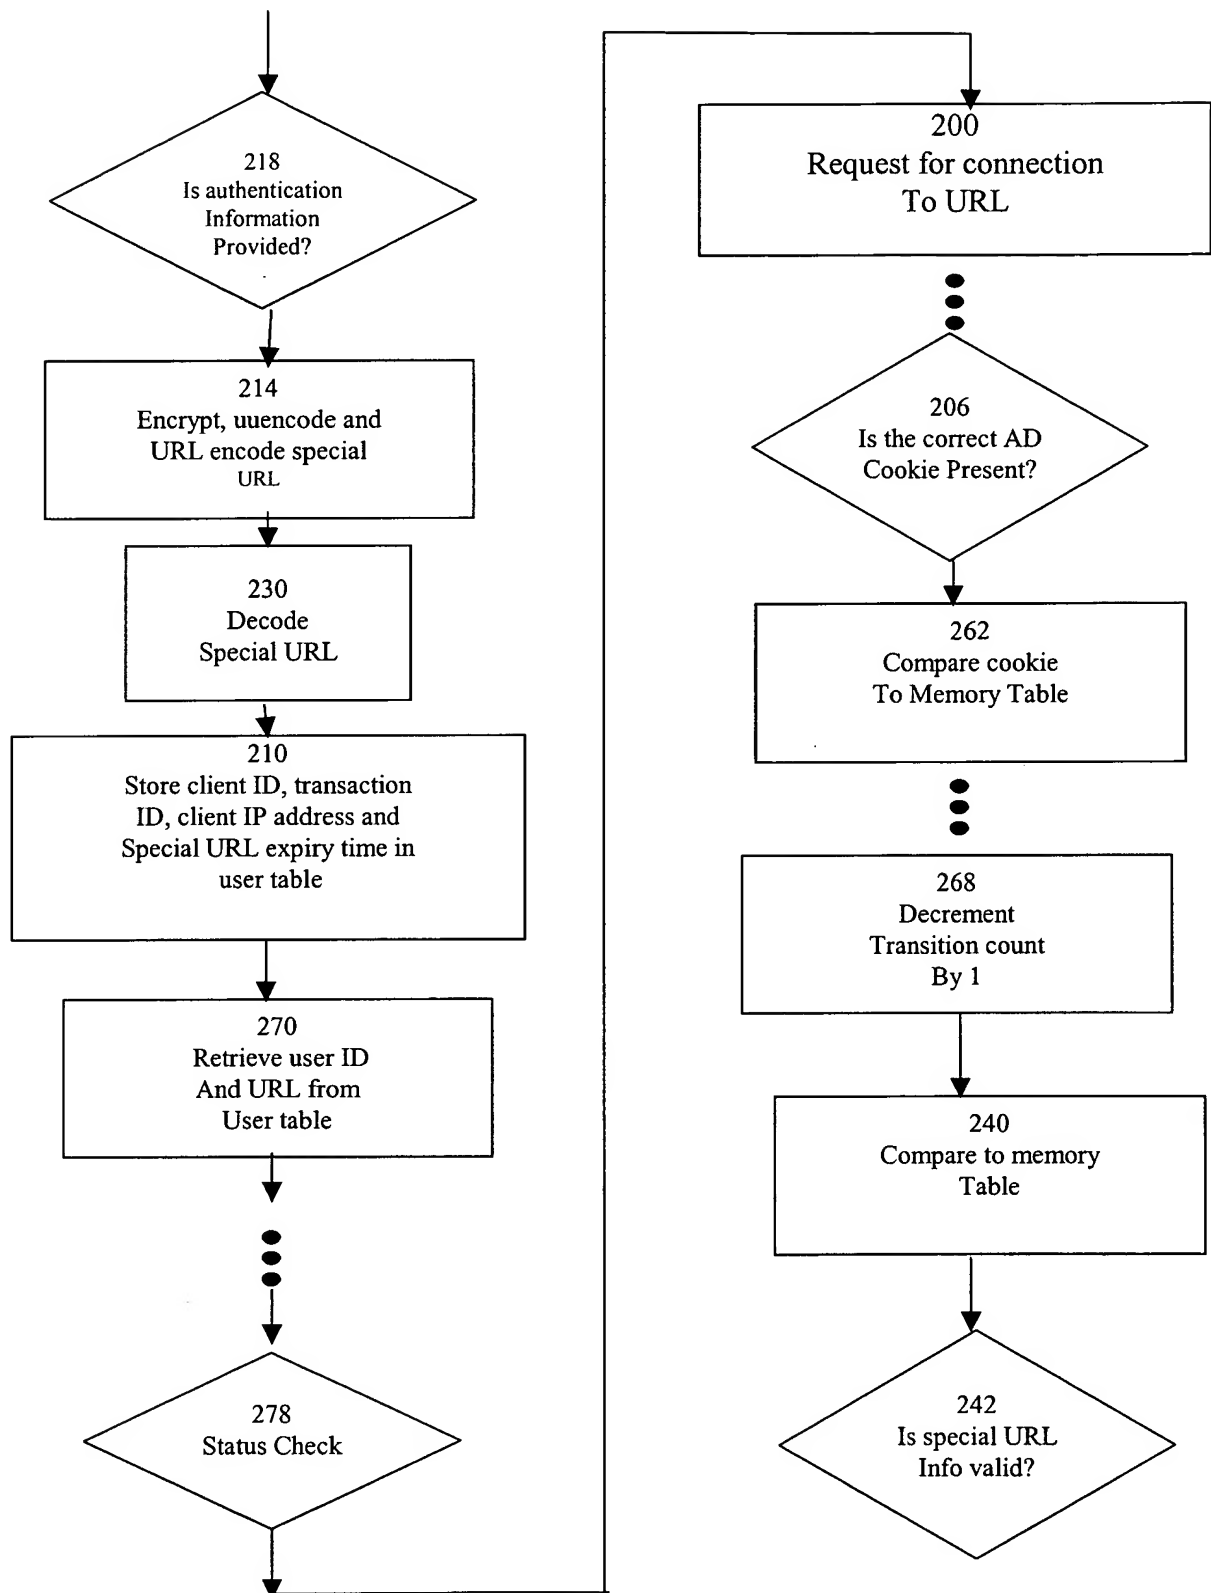 218
Is authentication
Information
Provided?
214
Encrypt, uuencode and
URL encode special
URL
230
Decode
Special URL
210
Store client ID, transaction
ID, client IP address and
Special URL expiry time in
user table
270
Retrieve user ID
And URL from
User table
278
Status Check
200
Request for connection
To URL
206
Is the correct AD
Cookie Present?
262
Compare cookie
To Memory Table
268
Decrement
Transition count
By 1
240
Compare to memory
Table
242
Is special URL
Info valid?